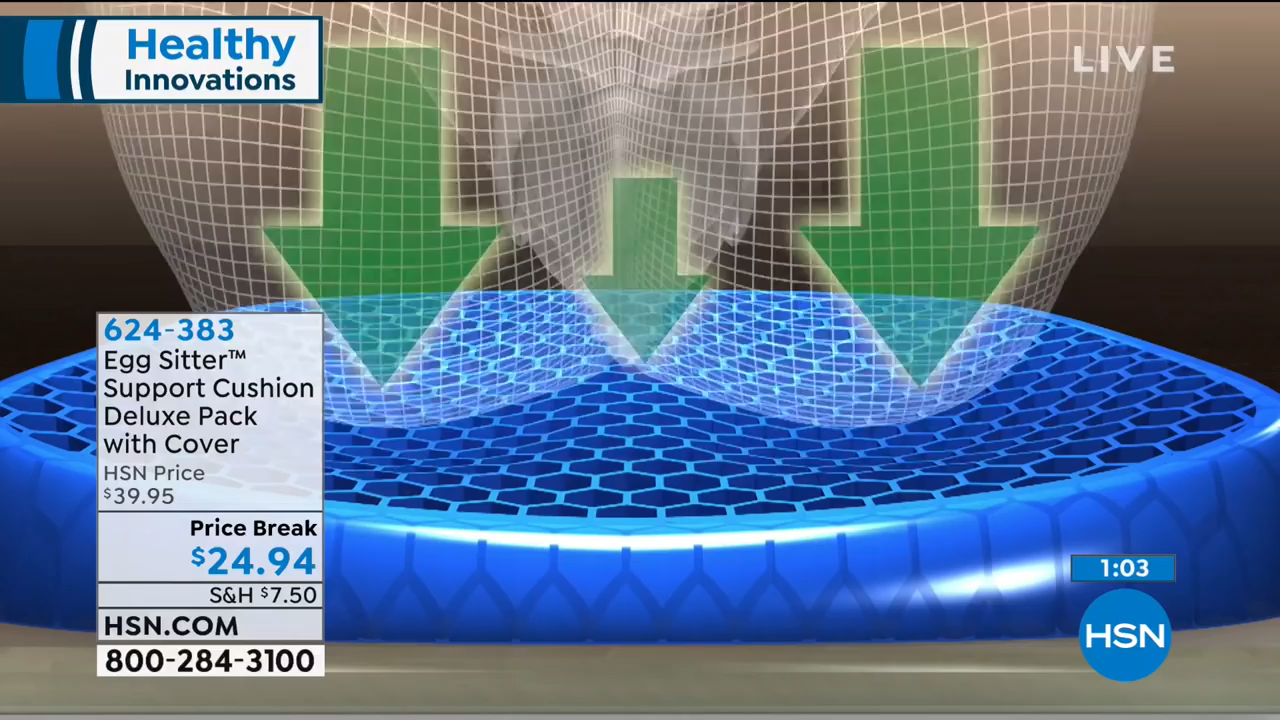 Healthy
Innovations
LIVE
624-383
Egg Sitter™
Support Cushion
Deluxe Pack
with Cover
HSN Price
$39.95
Price Break
$24.94
S&H $7.50
HSN.COM
800-284-3100
1:03
HSN